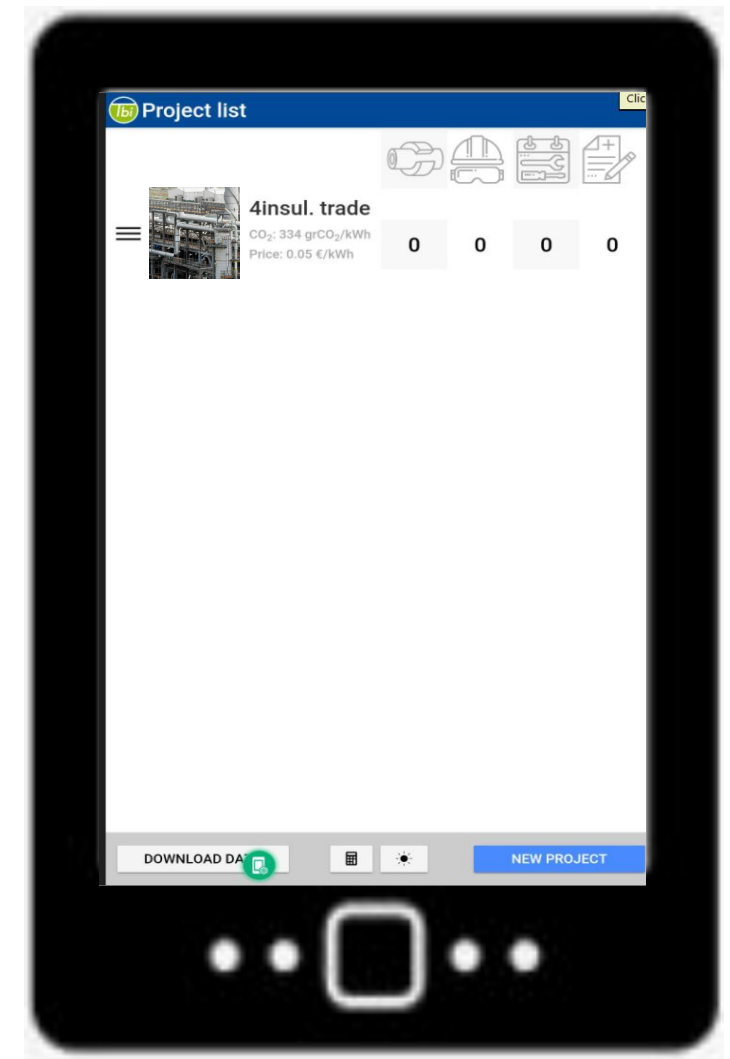 Tbi Project list
Clic
4insul. trade
CO₂: 334 grCO₂/kWh
Price: 0.05 €/kWh
0 0 0 0
DOWNLOAD DA
NEW PROJECT